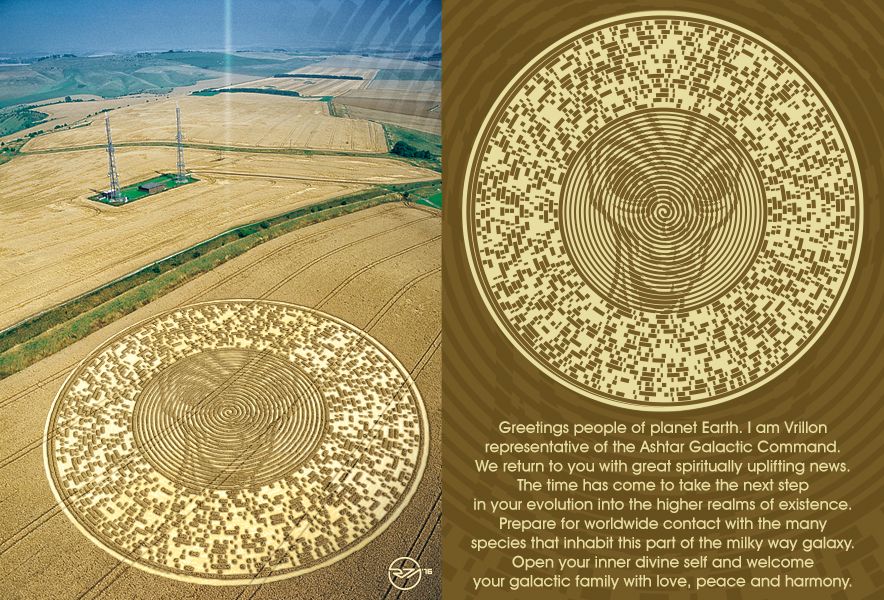 Greetings people of planet Earth. I am Vrillon
representative of the Ashtar Galactic Command.
We return to you with great spiritually uplifting news.
The time has come to take the next step
in your evolution into the higher realms of existence.
Prepare for worldwide contact with the many
species that inhabit this part of the milky way galaxy.
Open your inner divine self and welcome
your galactic family with love, peace and harmony.
'16